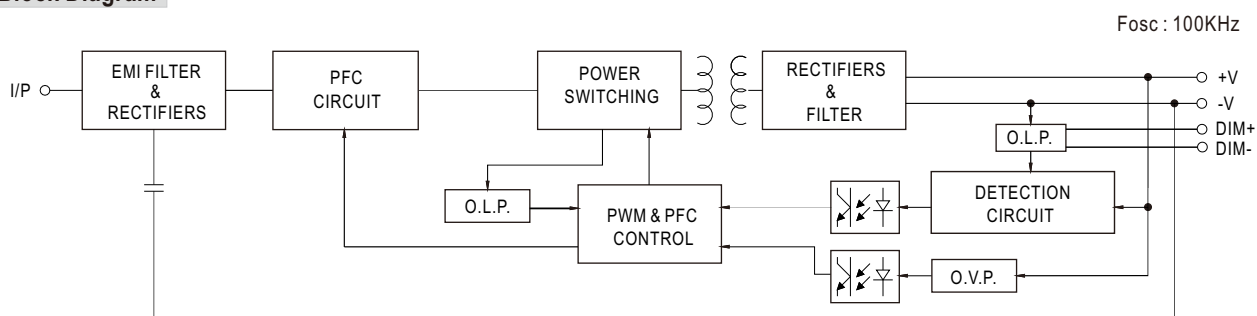 Block Diagram
Fosc : 100KHz
I/P
EMI FILTER
&
RECTIFIERS
PFC
CIRCUIT
POWER
SWITCHING
RECTIFIERS
&
FILTER
+V
-V
DIM+
DIM-
O.L.P.
O.L.P.
PWM & PFC
CONTROL
DETECTION
CIRCUIT
O.V.P.